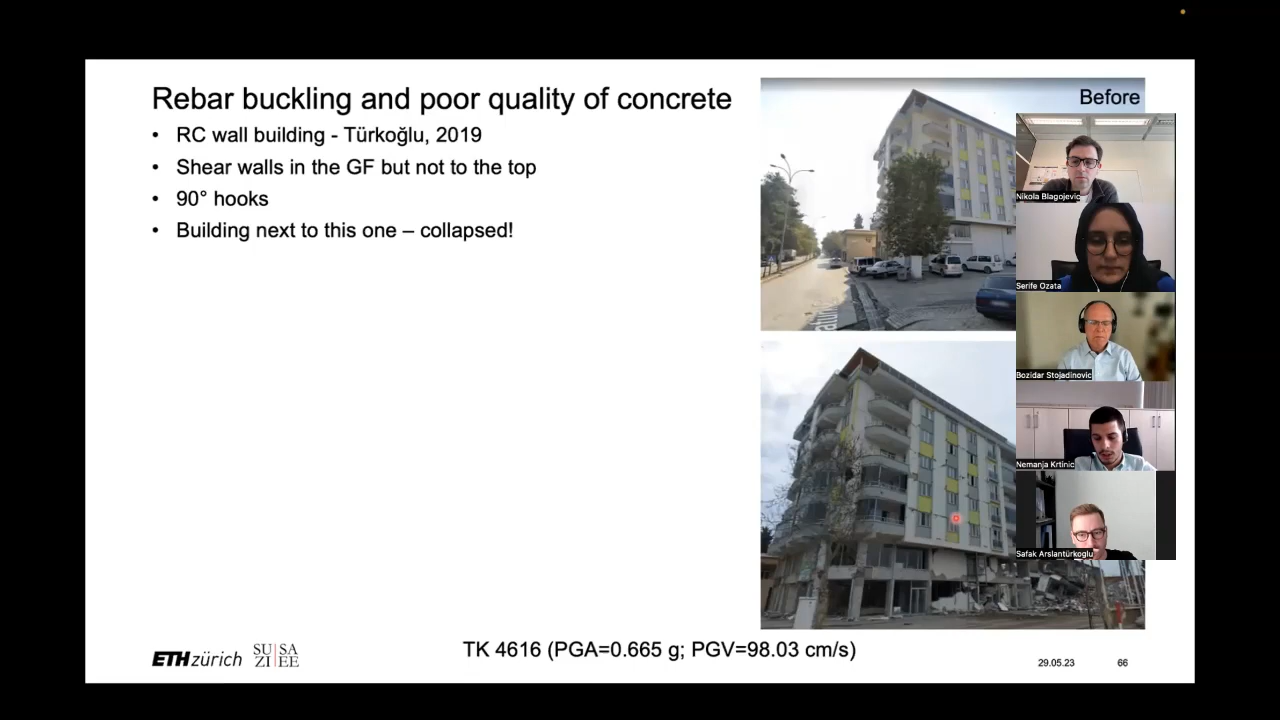 Rebar buckling and poor quality of concrete
• RC wall building - Türkoğlu, 2019
• Shear walls in the GF but not to the top
• 90° hooks
• Building next to this one – collapsed!
Before
Nikola Blagojevic
Serife Ozata
Bozidar Stojadinovic
Nemanja Krtinic
Safak Arslantürkoglu
TK 4616 (PGA=0.665 g; PGV=98.03 cm/s)
ETH zürich
SU|SA
ZI|EE
29.05.23
66